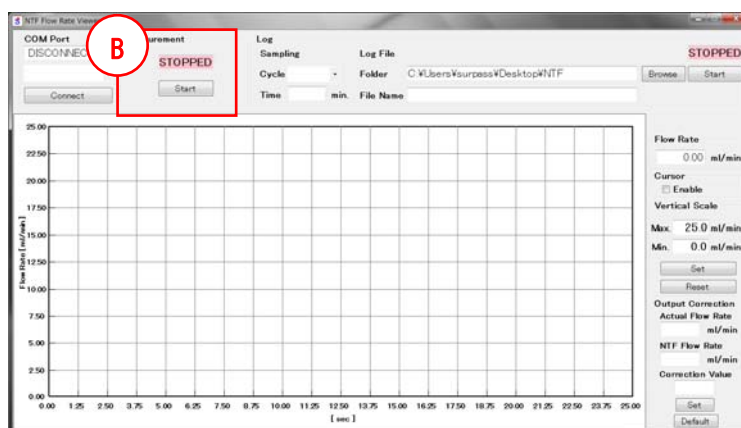 NTF Flow Rate Viewer
COM Port
B
urement
Log
DISCONNEC
STOPPED
Sampling
Log File
STOPPED
Cycle
-
Folder
C:¥Users¥surpass¥Desktop¥NTF
Browse
Start
Connect
Start
Time
min.
File Name
Flow Rate [ml/min]
25.00
22.50
20.00
17.50
15.00
12.50
10.00
7.50
5.00
2.50
0.00
0.00 1.25 2.50 3.75 5.00 6.25 7.50 8.75 10.00 11.25 12.50 13.75 15.00 16.25 17.50 18.75 20.00 21.25 22.50 23.75 25.00
[sec]
Flow Rate
0.00 ml/min
Cursor
Enable
Vertical Scale
Max. 25.0 ml/min
Min. 0.0 ml/min
Set
Reset
Output Correction
Actual Flow Rate
ml/min
NTF Flow Rate
ml/min
Correction Value
Set
Default